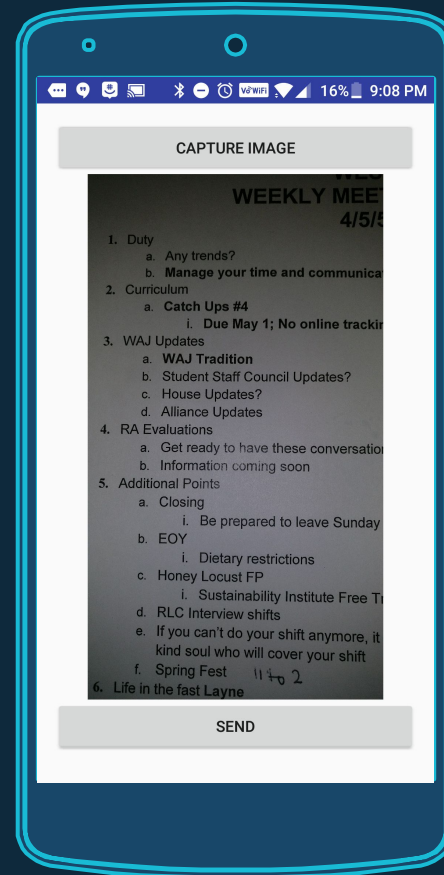 16% 9:08 PM
CAPTURE IMAGE
WEEKLY MEE
4/5/
1. Duty
a. Any trends?
b. Manage your time and communica
2. Curriculum
a. Catch Ups #4
i. Due May 1; No online trackin
3. WAJ Updates
a. WAJ Tradition
b. Student Staff Council Updates?
c. House Updates?
d. Alliance Updates
4. RA Evaluations
a. Get ready to have these conversation
b. Information coming soon
5. Additional Points
a. Closing
i. Be prepared to leave Sunday
b. EOY
i. Dietary restrictions
c. Honey Locust FP
i. Sustainability Institute Free Tr
d. RLC Interview shifts
e. If you can't do your shift anymore, it
kind soul who will cover your shift
f. Spring Fest 11 to 2
6. Life in the fast Layne
SEND